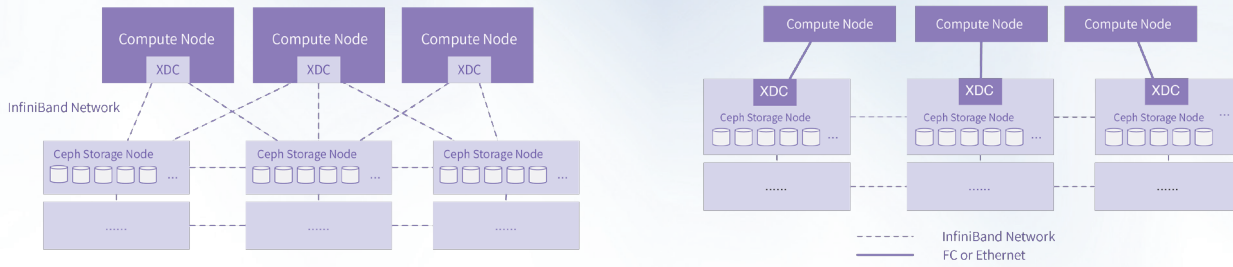 Compute Node
Compute Node
Compute Node
XDC
XDC
XDC
InfiniBand Network
Ceph Storage Node
Ceph Storage Node
Ceph Storage Node
...
...
...
......
......
......
Compute Node
Compute Node
Compute Node
XDC
XDC
XDC
Ceph Storage Node
Ceph Storage Node
Ceph Storage Node
...
...
...
......
......
......
InfiniBand Network
FC or Ethernet